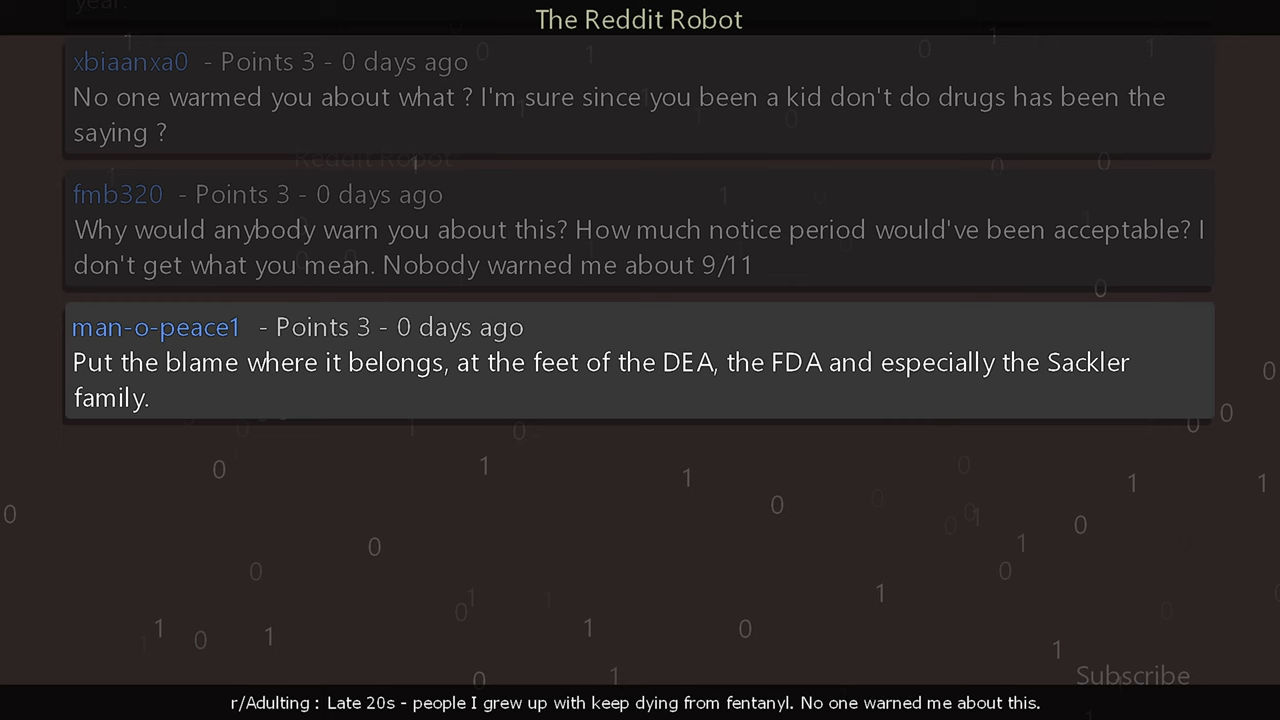 year.
The Reddit Robot
xbiaanxa0 - Points 3 - 0 days ago
No one warmed you about what ? I'm sure since you been a kid don't do drugs has been the
saying ?
Reddit Robot
fmb320 - Points 3 - 0 days ago
Why would anybody warn you about this? How much notice period would've been acceptable? I
don't get what you mean. Nobody warned me about 9/11
man-o-peace1 - Points 3 - 0 days ago
Put the blame where it belongs, at the feet of the DEA, the FDA and especially the Sackler
family.
Subscribe
r/Adulting : Late 20s - people I grew up with keep dying from fentanyl. No one warned me about this.